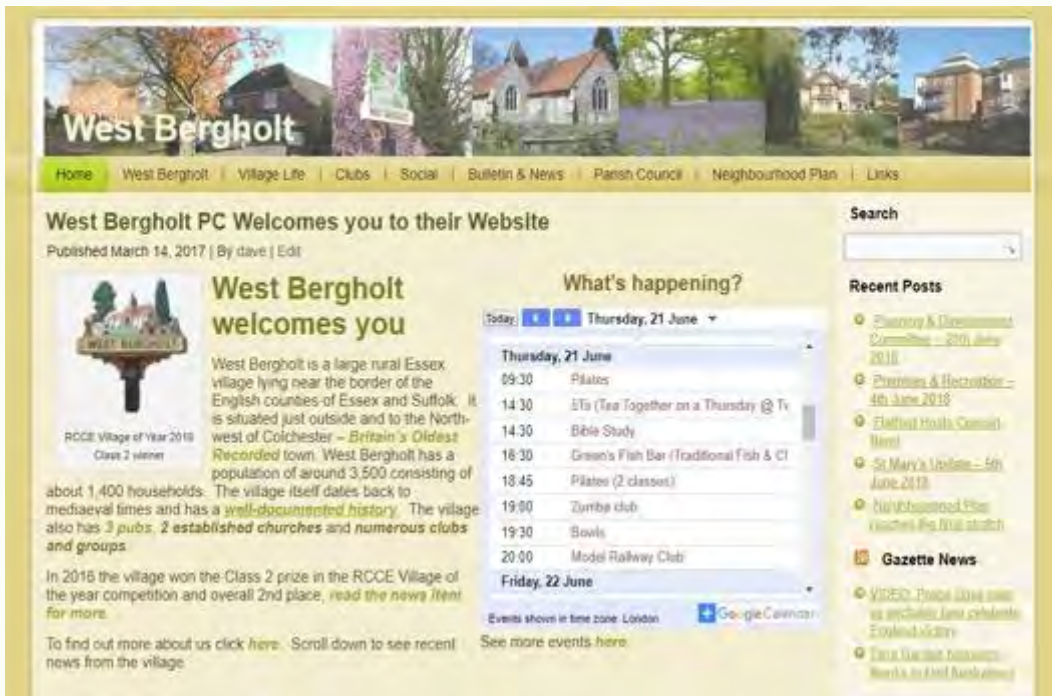 West Bergholt
Home | West Bergholt | Village Life | Clubs | Social | Bulletin & News | Parish Council | Neighbourhood Plan | Links
West Bergholt PC Welcomes you to their Website
Published March 14, 2017 | By dave | Edit
WEST BERGHOLT
RCCE Village of Year 2016
Class 2 winner
West Bergholt
welcomes you
West Bergholt is a large rural Essex
village lying near the border of the
English counties of Essex and Suffolk. It
is situated just outside and to the North-
west of Colchester – Britain's Oldest
Recorded town. West Bergholt has a
population of around 3,500 consisting of
about 1,400 households. The village itself dates back to
mediaeval times and has a well-documented history. The village
also has 3 pubs, 2 established churches and numerous clubs
and groups.
In 2016 the village won the Class 2 prize in the RCCE Village of
the year competition and overall 2nd place, read the news item
for more.
To find out more about us click here. Scroll down to see recent
news from the village
What's happening?
Today Thursday, 21 June
Thursday, 21 June
09:30 Pilates
14:30 5Ts (Tea Together on a Thursday @
14:30 Bible Study
16:30 Green's Fish Bar (Traditional Fish &
18:45 Pilates (2 classes)
19:00 Zumba club
19:30 Bowls
20:00 Model Railway Club
Friday, 22 June
Events shown in time zone: London
Google Calendar
See more events here
Search
Recent Posts
Planning & Development
Committee – 20th June
2018
Premises & Recreation –
4th June 2018
St Mary's Update – 5th
June 2018
Neighbourhood Plan
reaches the final stretch
Gazette News
England victory